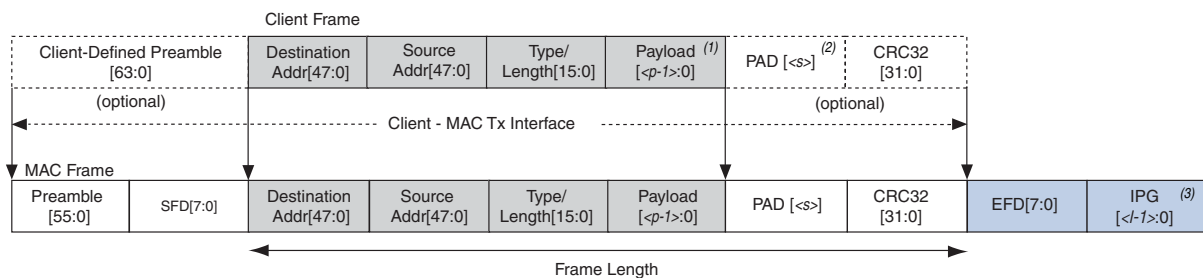 Client Frame
Client-Defined Preamble
[63:0]
Destination
Addr[47:0]
Source
Addr[47:0]
Type/
Length[15:0]
Payload (1)
[<p-1>:0]
PAD [<s>] (2)
CRC32
[31:0]
(optional)
(optional)
Client - MAC Tx Interface
MAC Frame
Preamble
[55:0]
SFD[7:0]
Destination
Addr[47:0]
Source
Addr[47:0]
Type/
Length[15:0]
Payload
[<p-1>:0]
PAD [<s>]
CRC32
[31:0]
EFD[7:0]
IPG (3)
[<l-1>:0]
Frame Length